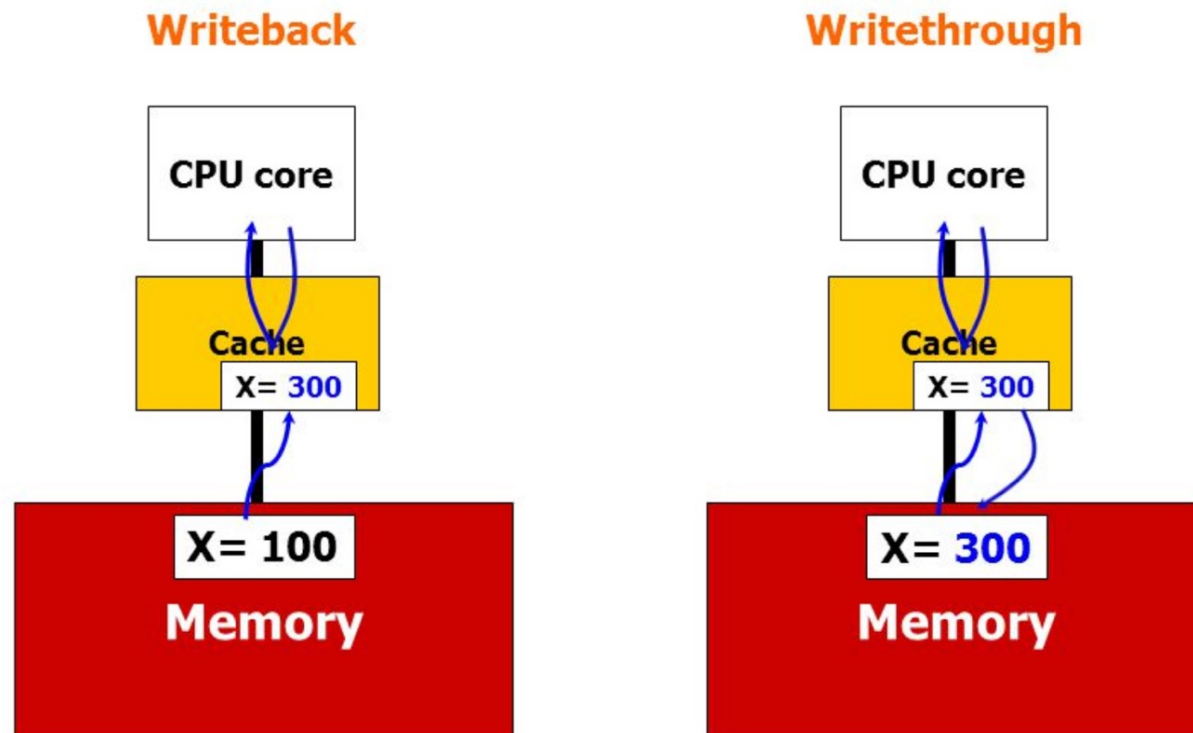 Writeback
CPU core
Cache
X= 300
X= 100
Memory
Writethrough
CPU core
Cache
X= 300
X= 300
Memory